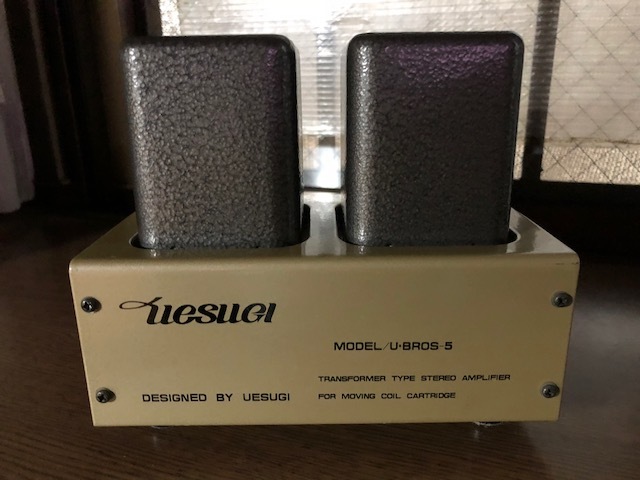 UESUGI
MODEL/U·BROS-5
TRANSFORMER TYPE STEREO AMPLIFIER
DESIGNED BY UESUGI
FOR MOVING COIL CARTRIDGE